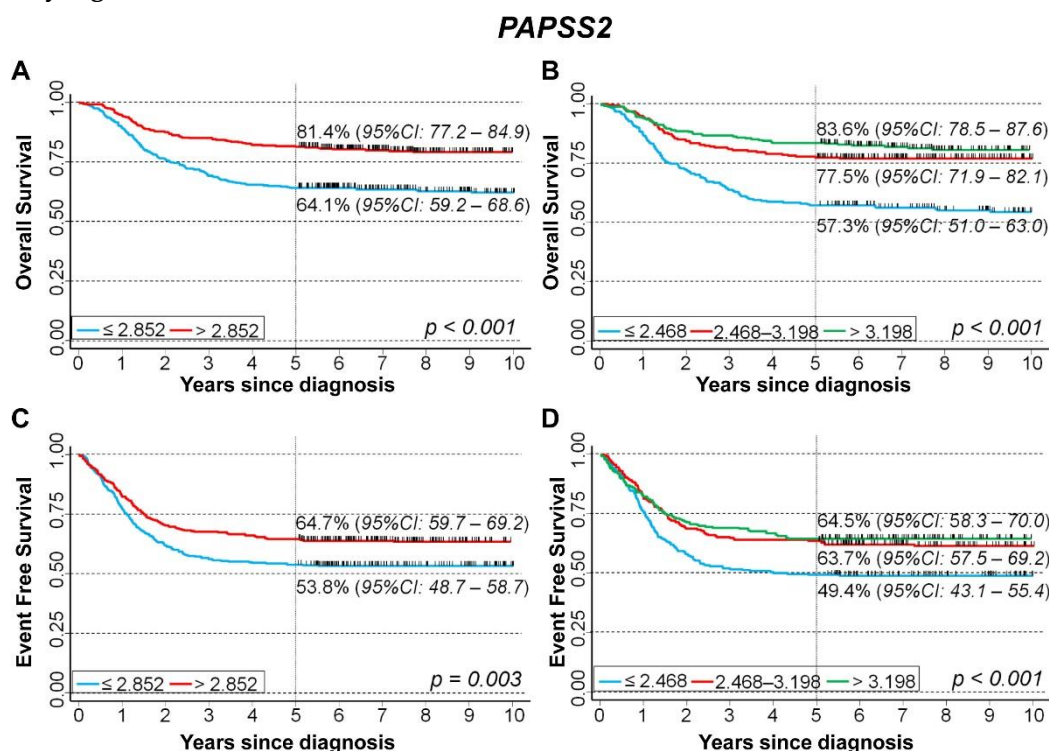 PAPSS2
A
Overall Survival
1.00
0.75
0.50
0.25
0.00
81.4% (95%CI: 77.2 – 84.9)
64.1% (95%CI: 59.2 – 68.6)
≤ 2.852 > 2.852
p < 0.001
0 1 2 3 4 5 6 7 8 9 10
Years since diagnosis
B
Overall Survival
1.00
0.75
0.50
0.25
0.00
83.6% (95%CI: 78.5 – 87.6)
77.5% (95%CI: 71.9 – 82.1)
57.3% (95%CI: 51.0 – 63.0)
≤ 2.468 2.468–3.198 > 3.198
p < 0.001
0 1 2 3 4 5 6 7 8 9 10
Years since diagnosis
C
Event Free Survival
1.00
0.75
0.50
0.25
0.00
64.7% (95%CI: 59.7 – 69.2)
53.8% (95%CI: 48.7 – 58.7)
≤ 2.852 > 2.852
p = 0.003
0 1 2 3 4 5 6 7 8 9 10
Years since diagnosis
D
Event Free Survival
1.00
0.75
0.50
0.25
0.00
64.5% (95%CI: 58.3 – 70.0)
63.7% (95%CI: 57.5 – 69.2)
49.4% (95%CI: 43.1 – 55.4)
≤ 2.468 2.468–3.198 > 3.198
p < 0.001
0 1 2 3 4 5 6 7 8 9 10
Years since diagnosis